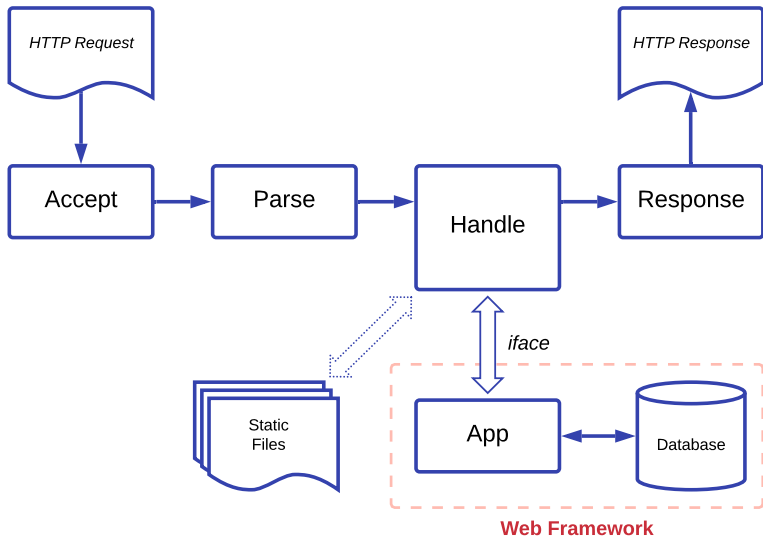 HTTP Request
HTTP Response
Accept
Parse
Handle
Response
iface
Static
Files
App
Database
Web Framework